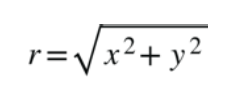 r = √(x² + y²)